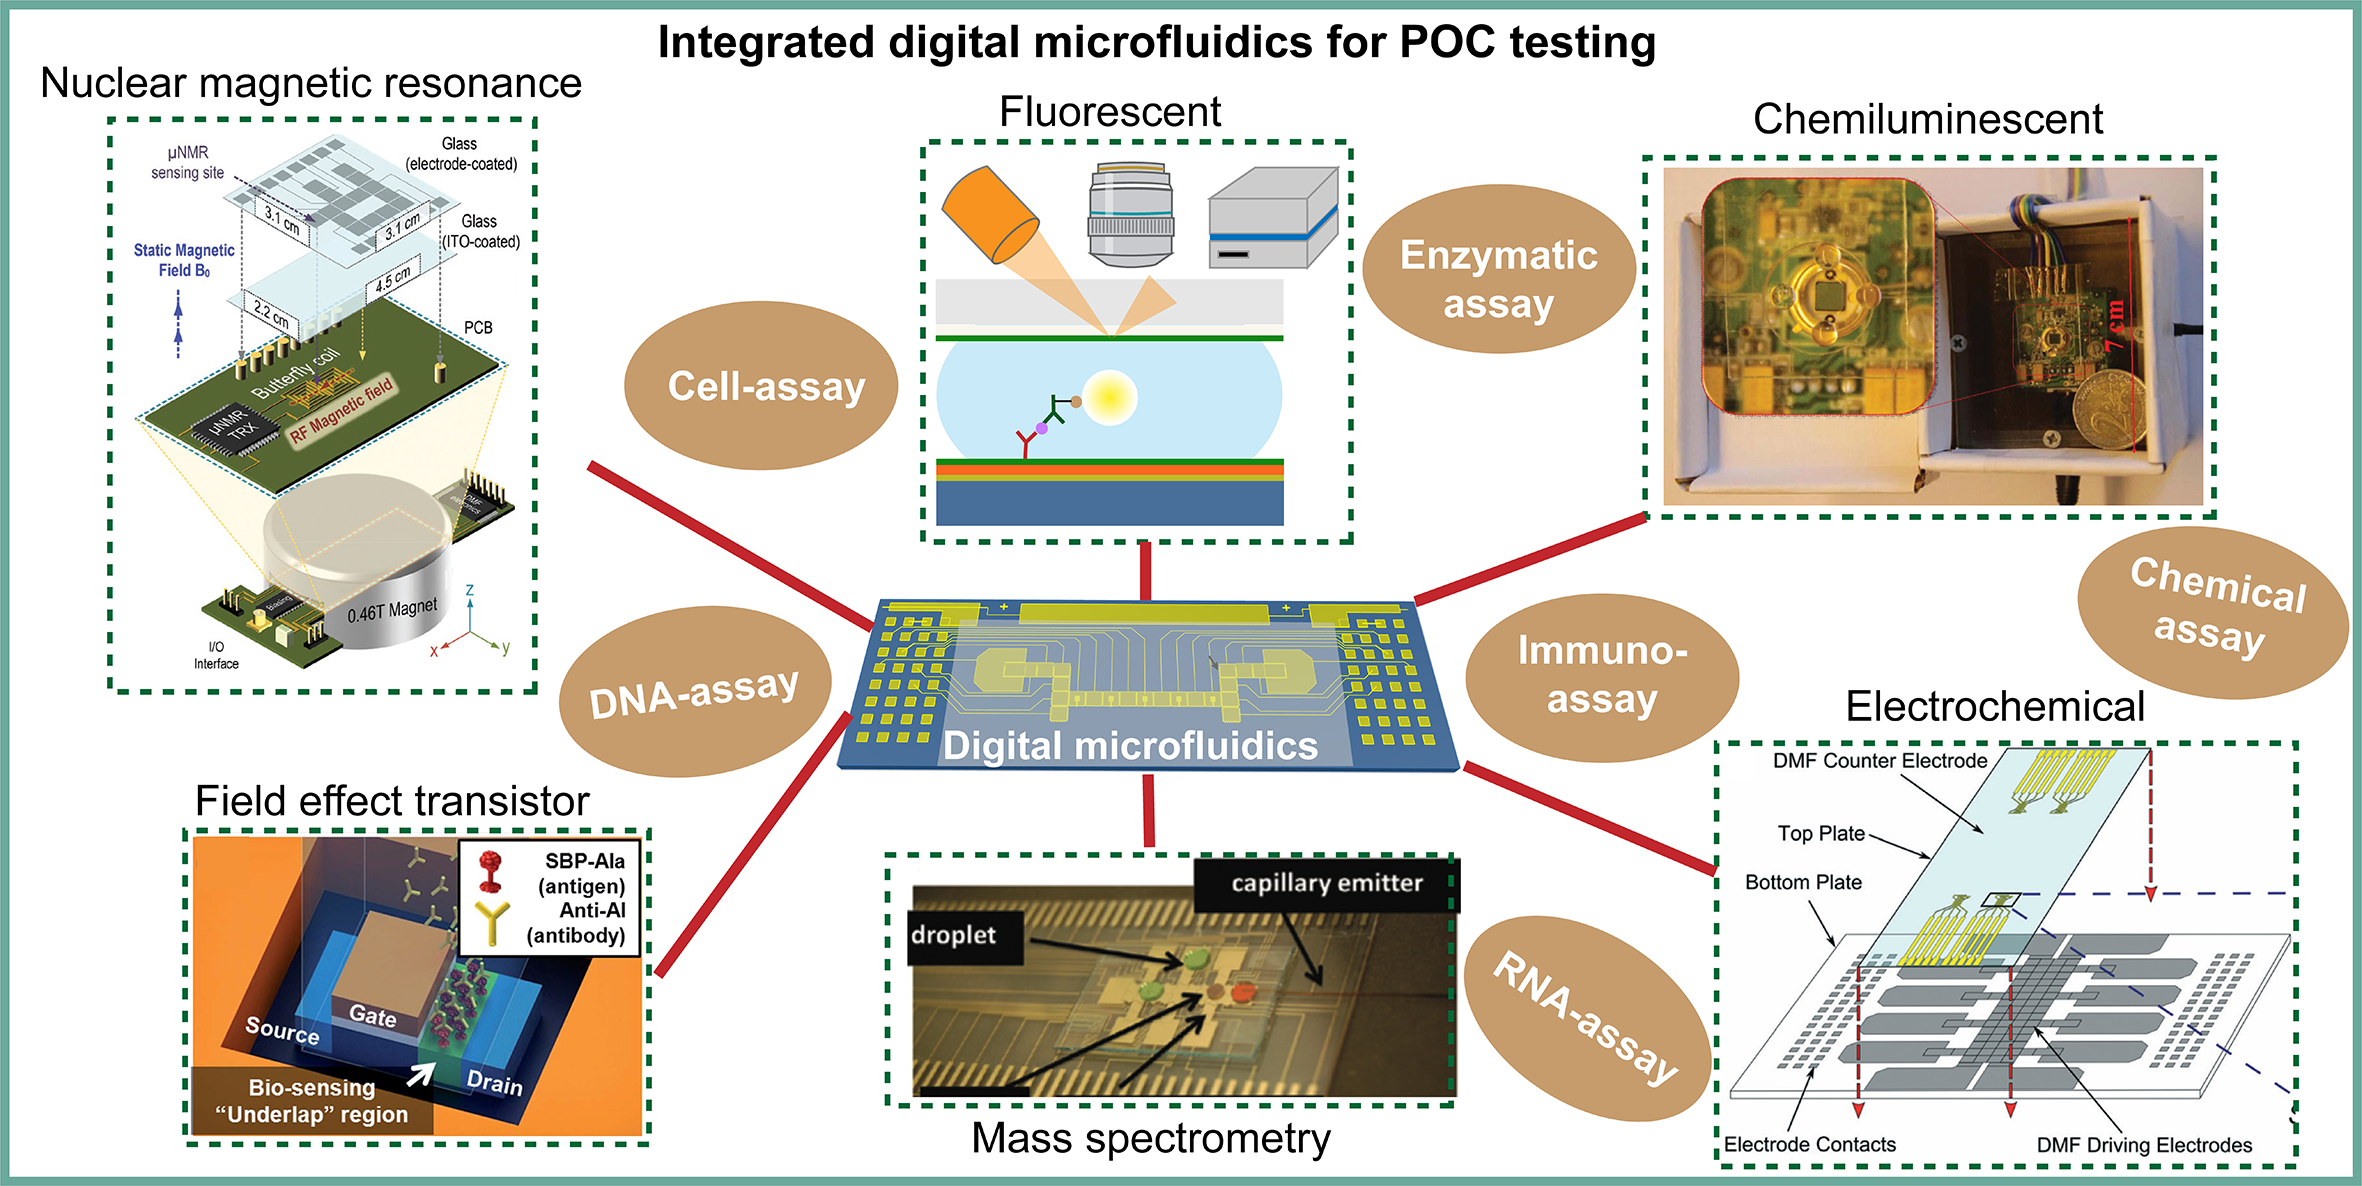 Integrated digital microfluidics for POC testing
Nuclear magnetic resonance
µNMR
sensing site
Glass
(electrode-coated)
3.1 cm
3.1 cm
Glass
(ITO-coated)
Static Magnetic
Field B₀
4.5 cm
2.2 cm
PCB
Butterfly coil
µNMR
TRX
RF Magnetic field
DMF
electronics
Biasing
0.46T Magnet
I/O
Interface
z
x
y
Fluorescent
Chemiluminescent
7 cm
Cell-assay
Enzymatic
assay
DNA-assay
Immuno-
assay
Chemical
assay
RNA-assay
Digital microfluidics
Field effect transistor
SBP-Ala
(antigen)
Anti-AI
(antibody)
Gate
Source
Drain
Bio-sensing
“Underlap” region
capillary emitter
droplet
Mass spectrometry
Electrochemical
DMF Counter Electrode
Top Plate
Bottom Plate
Electrode Contacts
DMF Driving Electrodes